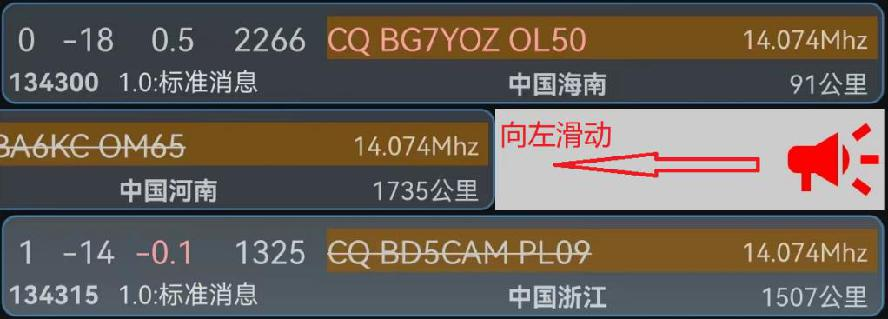 0 -18 0.5 2266 CQ BG7YOZ OL50 14.074Mhz
134300 1.0:标准消息 中国海南 91公里
BA6KC OM65 14.074Mhz 向左滑动
中国河南 1735公里
1 -14 -0.1 1325 CQ BD5CAM PL09 14.074Mhz
134315 1.0:标准消息 中国浙江 1507公里